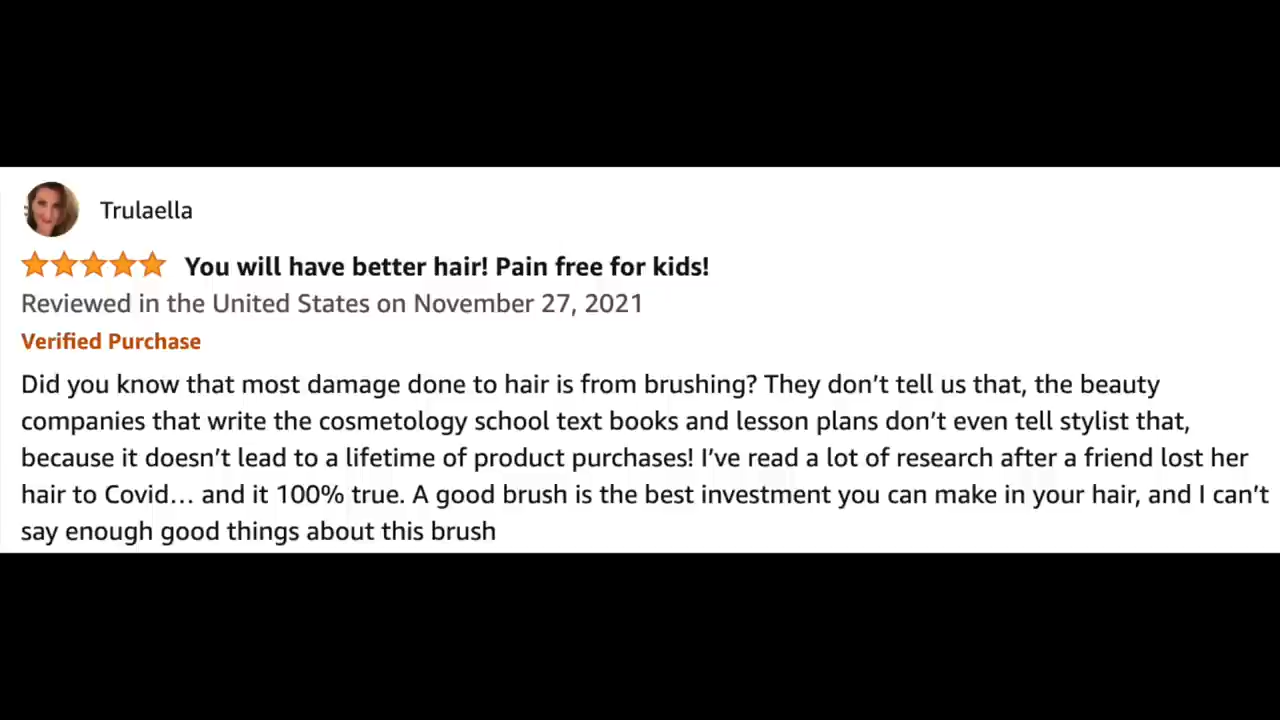 Trulaella
You will have better hair! Pain free for kids!
Reviewed in the United States on November 27, 2021
Verified Purchase
Did you know that most damage done to hair is from brushing? They don’t tell us that, the beauty
companies that write the cosmetology school text books and lesson plans don’t even tell stylist that,
because it doesn’t lead to a lifetime of product purchases! I’ve read a lot of research after a friend lost her
hair to Covid… and it 100% true. A good brush is the best investment you can make in your hair, and I can’t
say enough good things about this brush